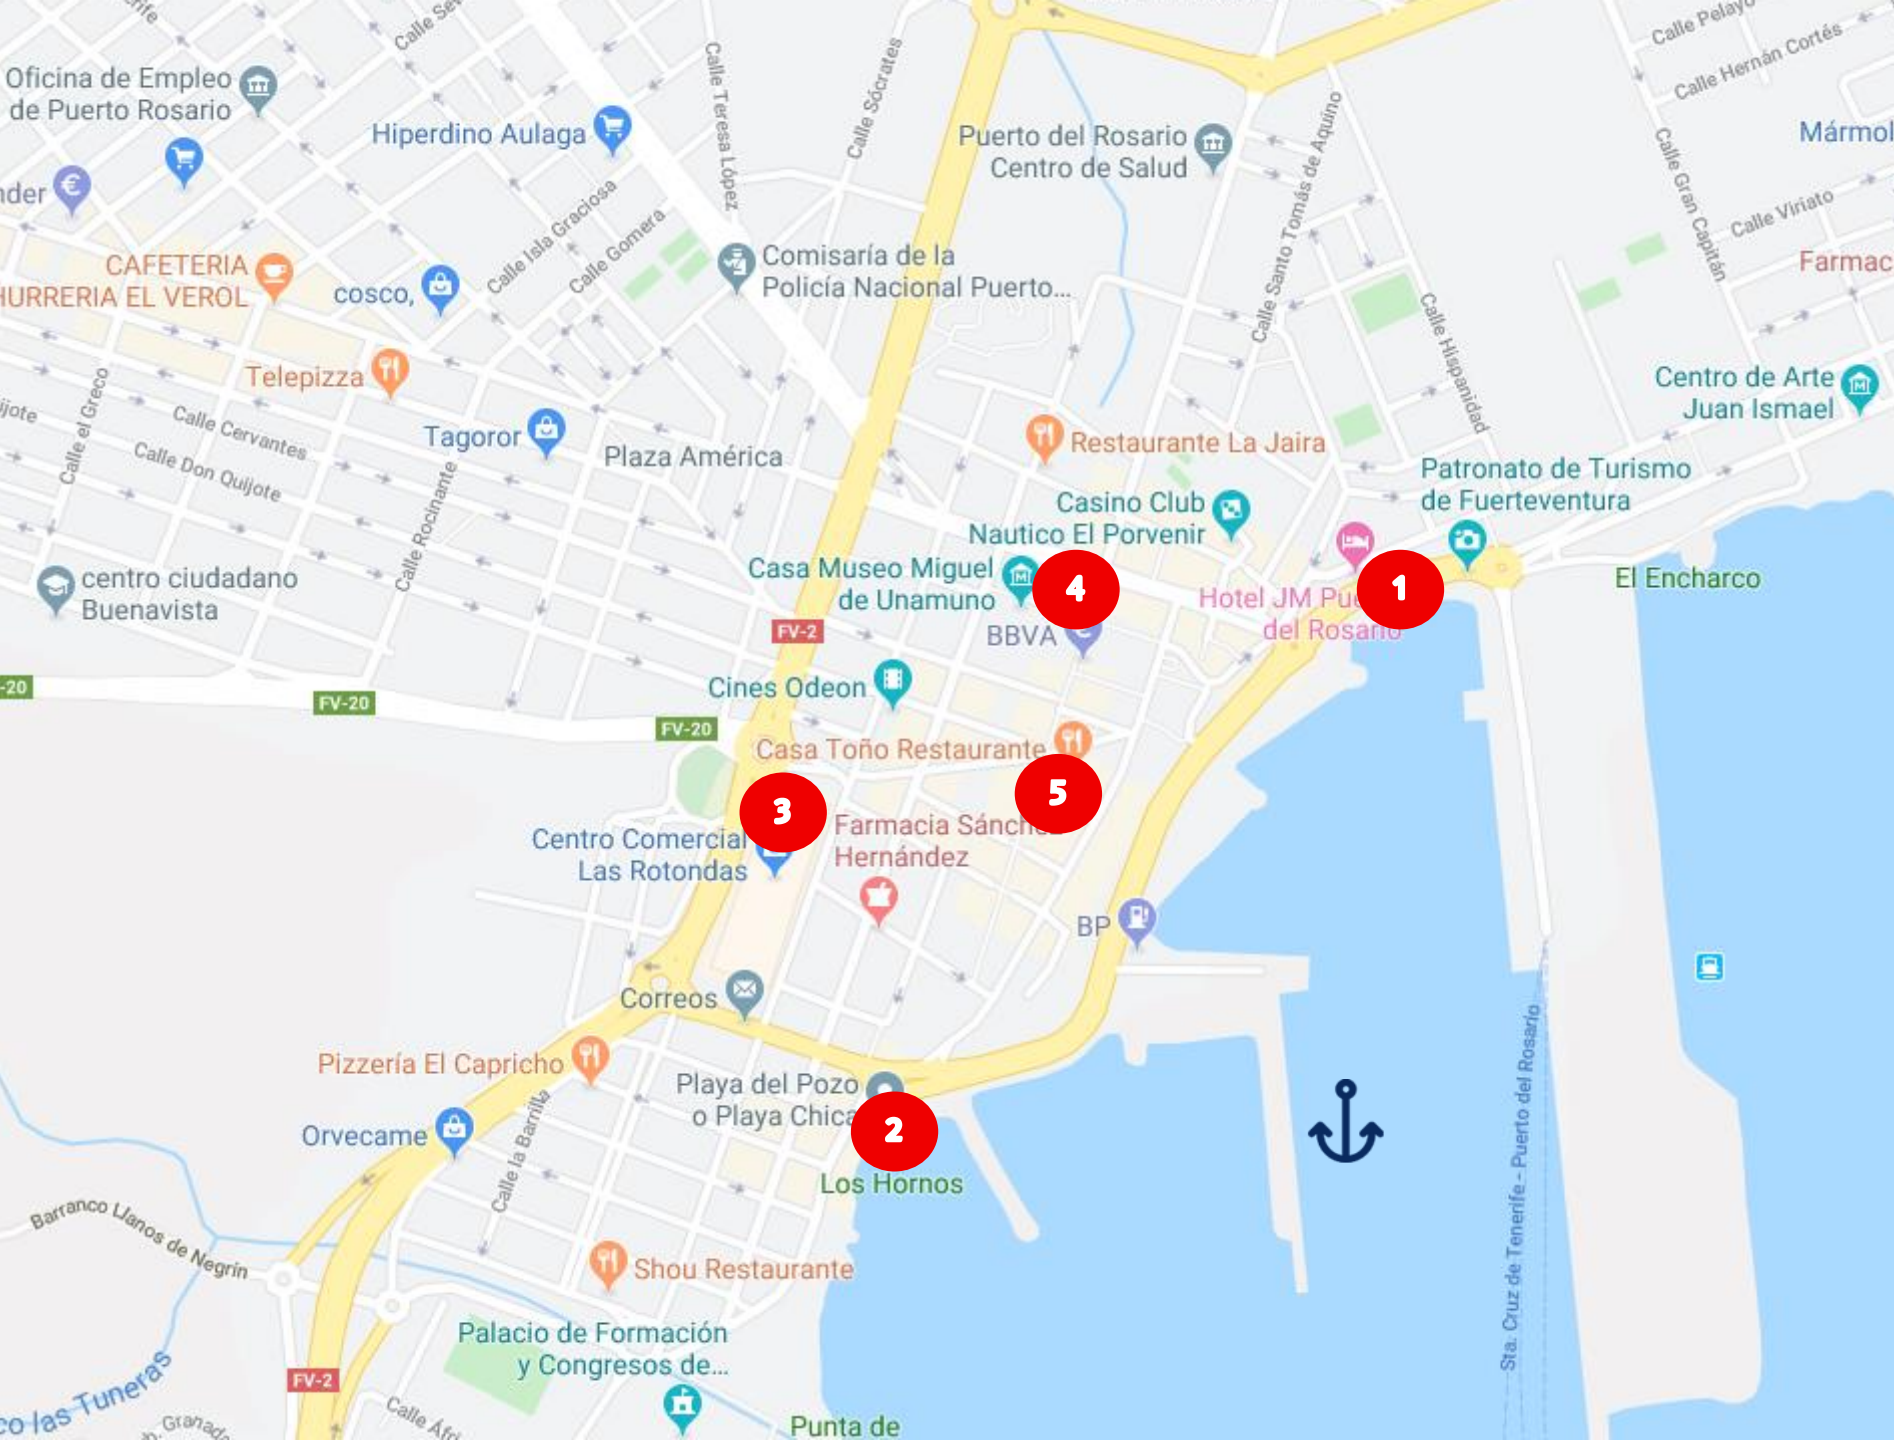 Calle Teresa López
Calle Sócrates
Calle Pelayo
Calle Hernán Cortés
Oficina de Empleo
de Puerto Rosario
Hiperdino Aulaga
Puerto del Rosario
Centro de Salud
Calle Santo Tomás de Aquino
Calle Gran Capitán
Calle Viriato
CAFETERIA
HURRERIA EL VEROL
cosco,
Calle Isla Graciosa
Calle Gomera
Comisaría de la
Policía Nacional Puerto...
Calle Hispanidad
Telepizza
Centro de Arte
Juan Ismael
Calle el Greco
Calle Cervantes
Calle Don Quijote
Calle Rocinante
Tagoror
Plaza América
Restaurante La Jaira
Patronato de Turismo
de Fuerteventura
Casino Club
Nautico El Porvenir
centro ciudadano
Buenavista
Casa Museo Miguel
de Unamuno
4
1
Hotel JM
del Rosario
El Encharco
FV-2
BBVA
-20
FV-20
FV-20
Cines Odeon
Casa Toño Restaurante
3
5
Centro Comercial
Las Rotondas
Farmacia
Hernández
BP
Correos
Pizzería El Capricho
Playa del Pozo
o Playa Chica
2
Los Hornos
Orvecame
Calle la Barrilla
Sta. Cruz de Tenerife - Puerto del Rosario
Barranco Llanos de Negrín
Shou Restaurante
Palacio de Formación
y Congresos de...
FV-2
las Tuneras
Punta de